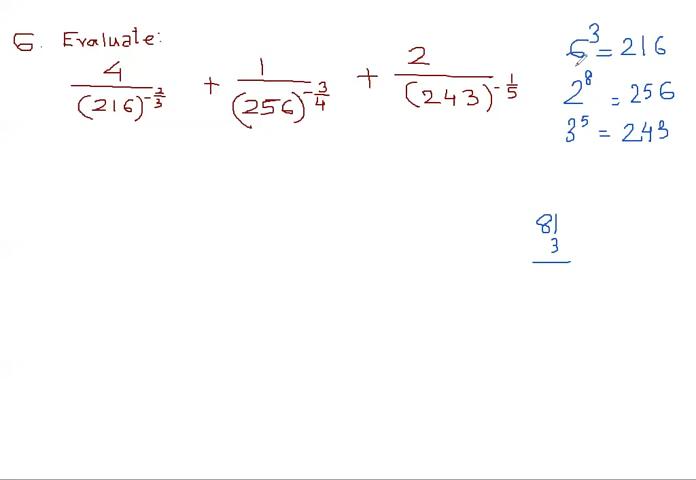 6. Evaluate:
4/(216)^-2/3 + 1/(256)^-3/4 + 2/(243)^-1/5
6^3 = 216
2^8 = 256
3^5 = 243
81
3